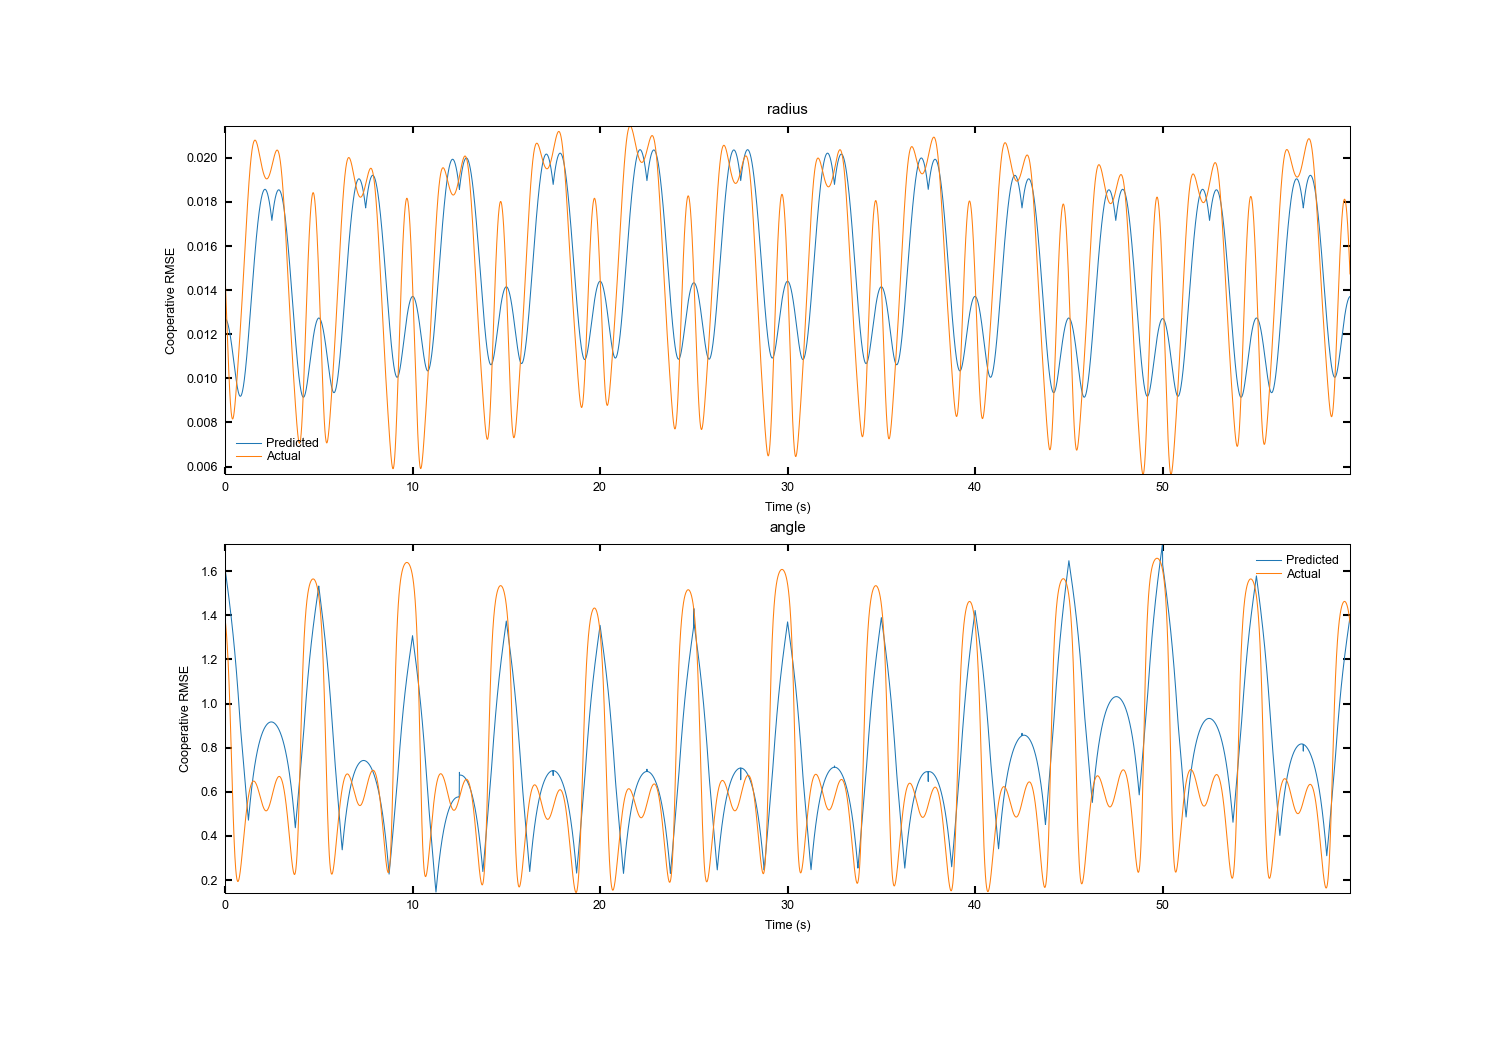 radius
0.020
0.018
0.016
0.014
0.012
0.010
0.008
0.006
Cooperative RMSE
Predicted
Actual
0 10 20 30 40 50
Time (s)
angle
1.6
1.4
1.2
1.0
0.8
0.6
0.4
0.2
Cooperative RMSE
Predicted
Actual
0 10 20 30 40 50
Time (s)